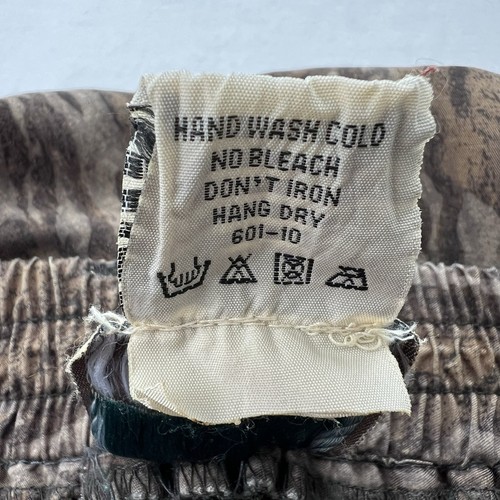 HAND WASH COLD
NO BLEACH
DON'T IRON
HANG DRY
601-10